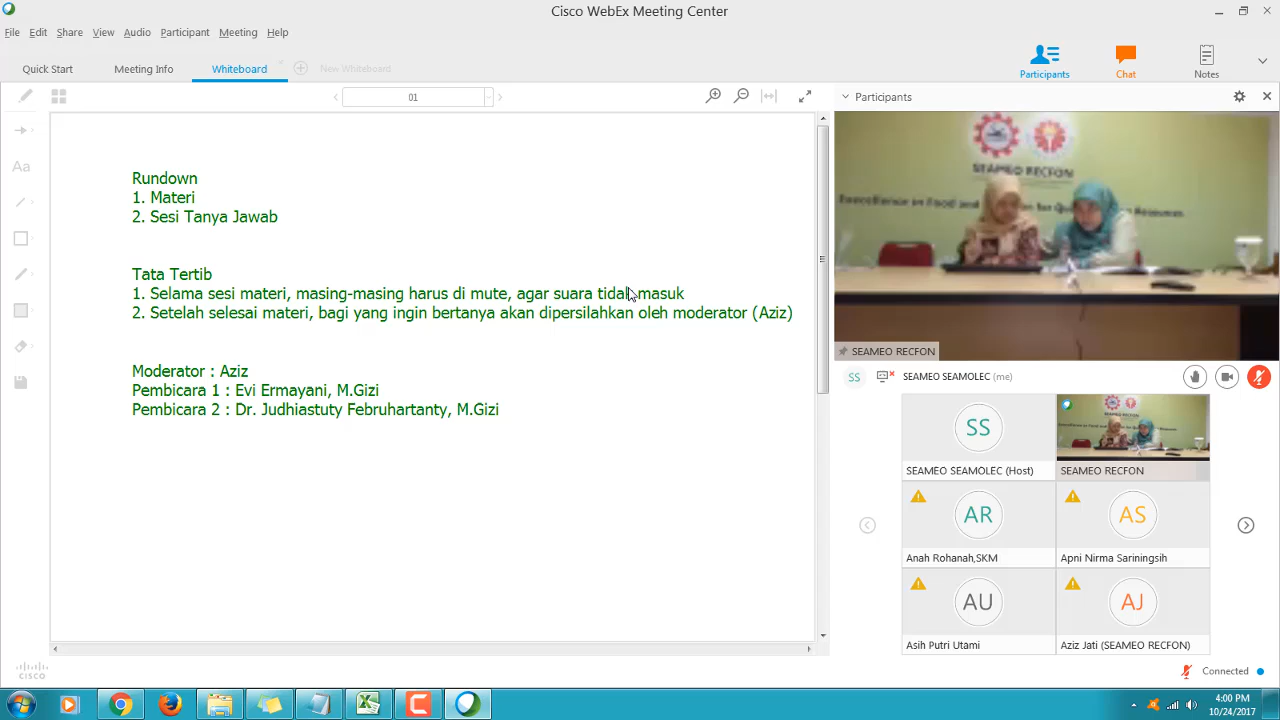 Cisco WebEx Meeting Center
File Edit Share View Audio Participant Meeting Help
Quick Start Meeting Info Whiteboard New Whiteboard
Participants Chat Notes
01
Aa
Rundown
1. Materi
2. Sesi Tanya Jawab
Tata Tertib
1. Selama sesi materi, masing-masing harus di mute, agar suara tidak masuk
2. Setelah selesai materi, bagi yang ingin bertanya akan dipersilahkan oleh moderator (Aziz)
Moderator : Aziz
Pembicara 1 : Evi Ermayani, M.Gizi
Pembicara 2 : Dr. Judhiastuty Februhartanty, M.Gizi
Participants
SEAMEO RECFON
SEAMEO RECFON
SS SEAMEO SEAMOLEC (me)
SS
SEAMEO SEAMOLEC (Host)
SEAMEO RECFON
AR
Anah Rohanah,SKM
AS
Apni Nirma Sariningsih
AU
Asih Putri Utami
AJ
Aziz Jati (SEAMEO RECFON)
Connected
CISCO
4:00 PM
10/24/2017